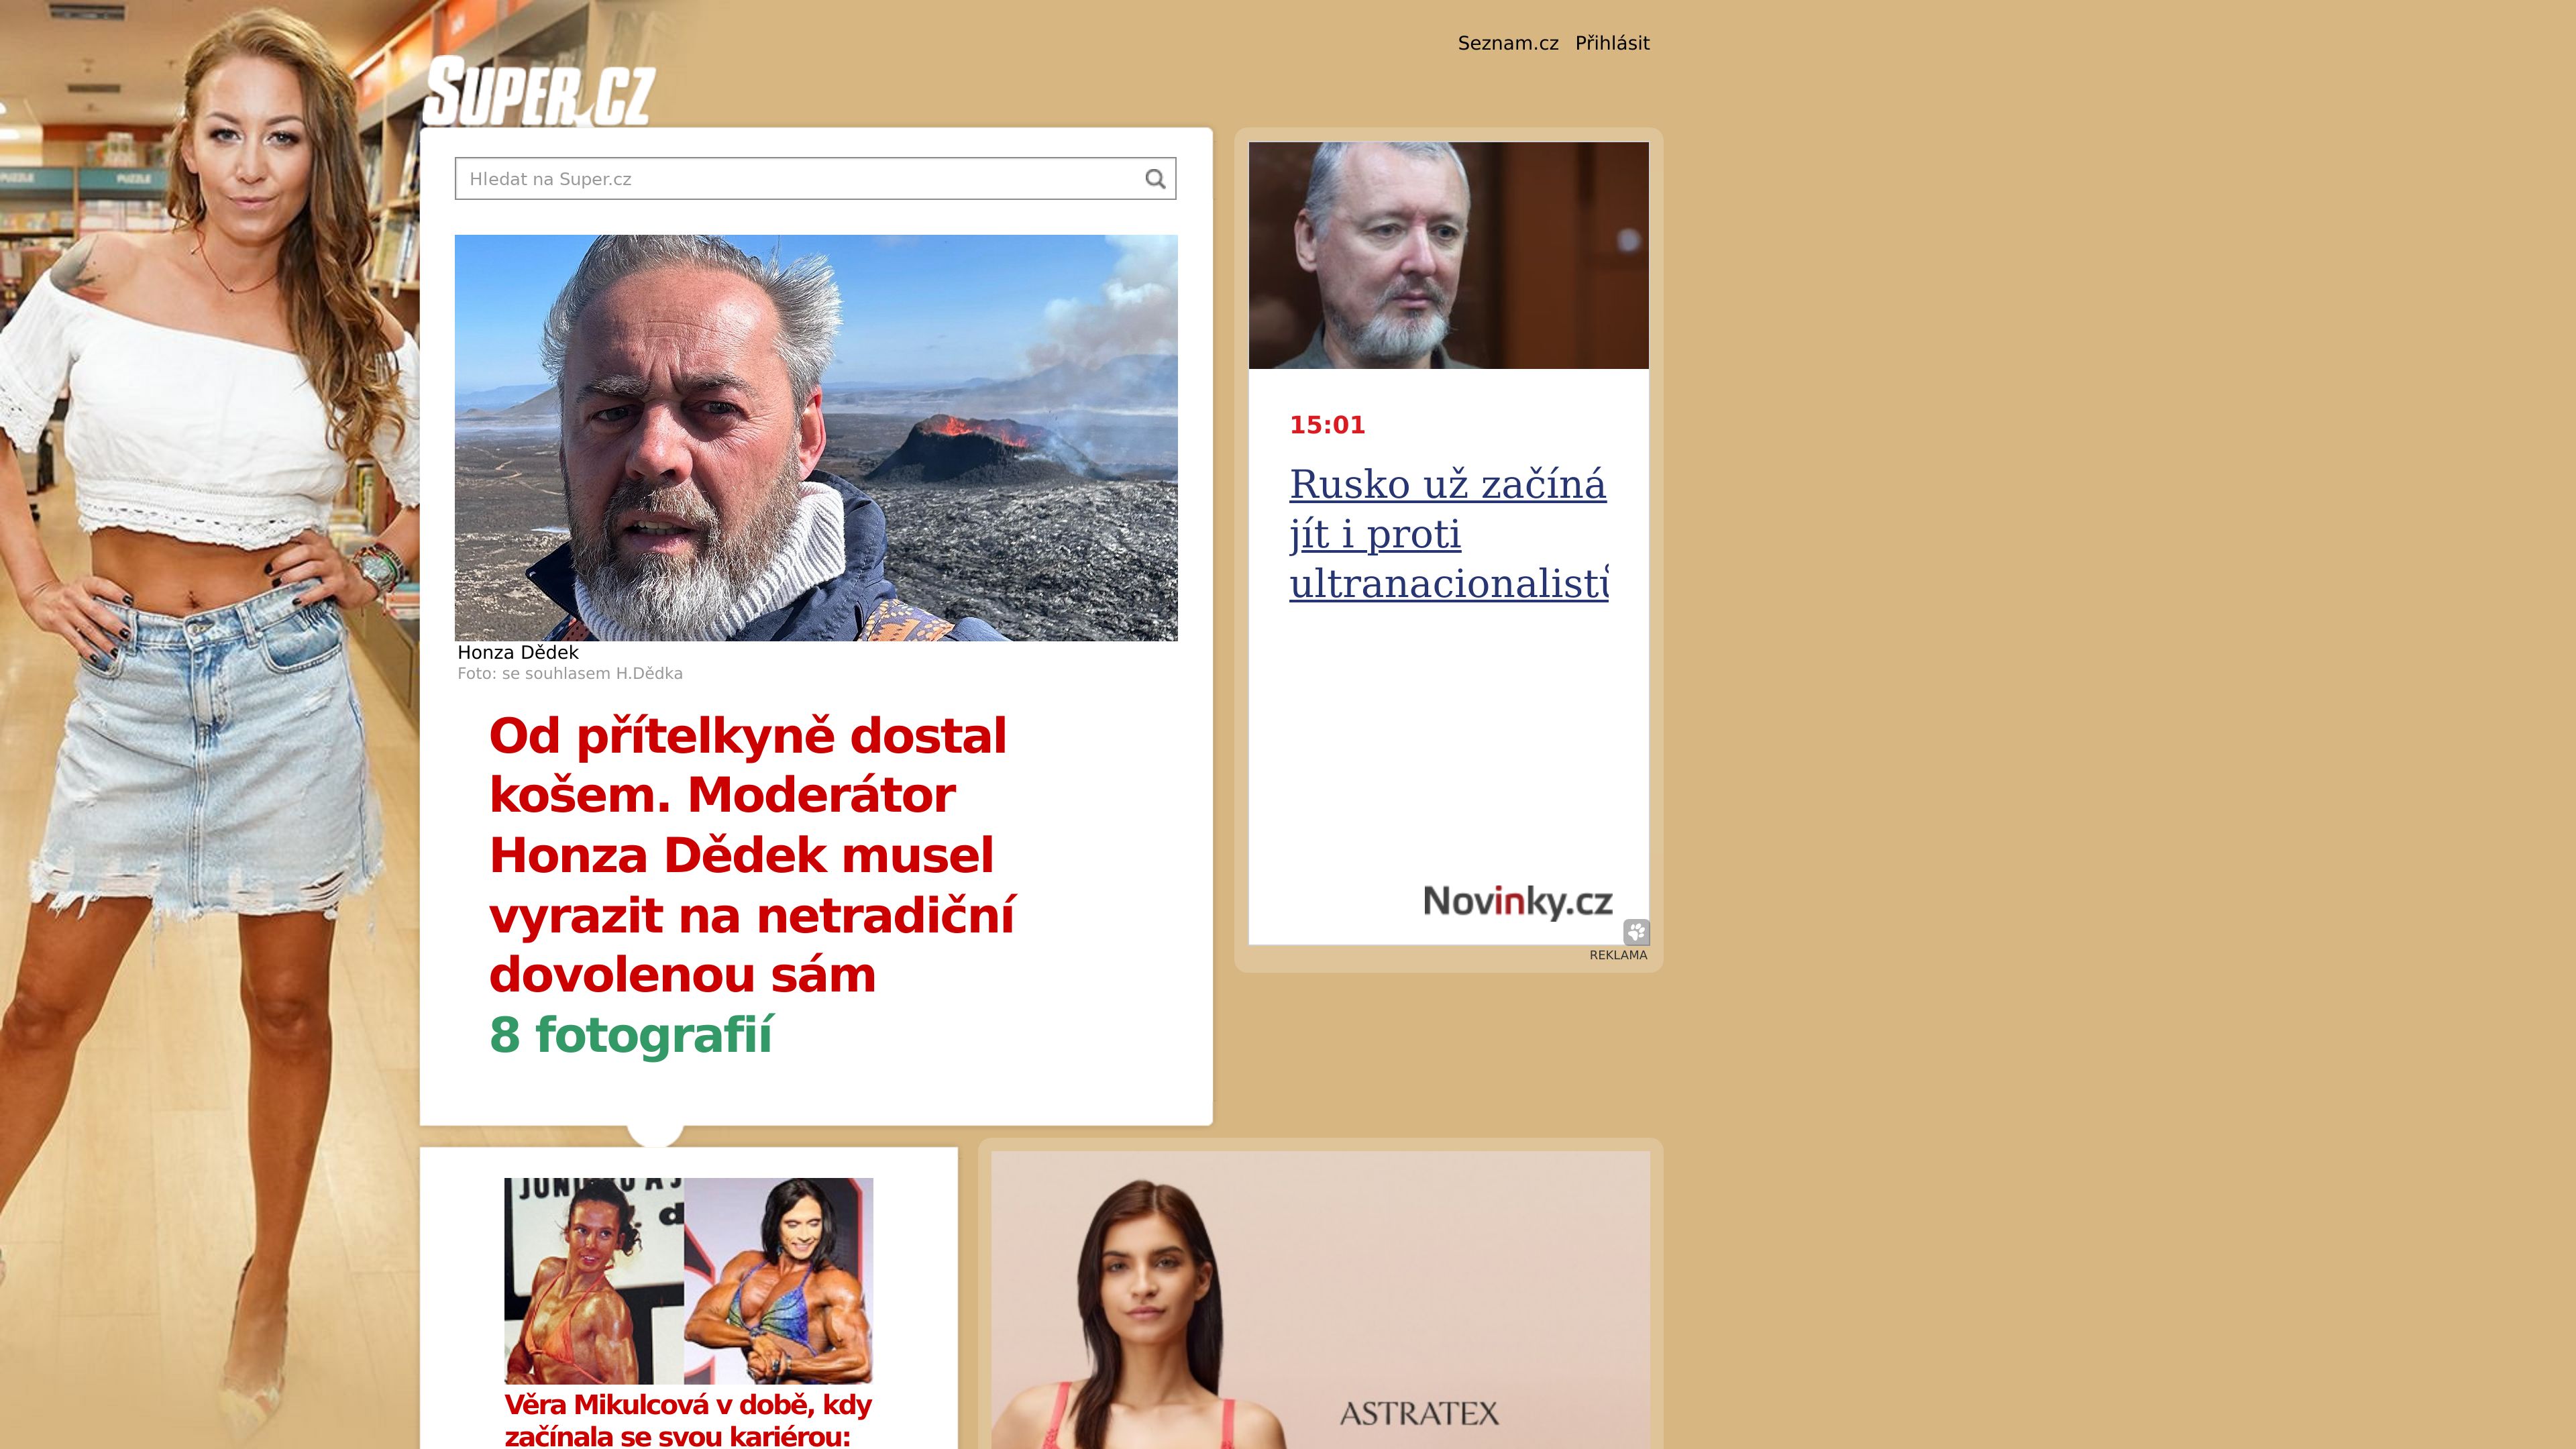 Seznam.cz Přihlásit
SUPER.CZ
PUZZLE
Hledat na Super.cz
Honza Dědek
Foto: se souhlasem H.Dědka
Od přítelkyně dostal
košem. Moderátor
Honza Dědek musel
vyrazit na netradiční
dovolenou sám
8 fotografií
15:01
Rusko už začíná
jít i proti
ultranacionalistů
Novinky.cz
REKLAMA
Věra Mikulcová v době, kdy
začínala se svou kariérou:
ASTRATEX